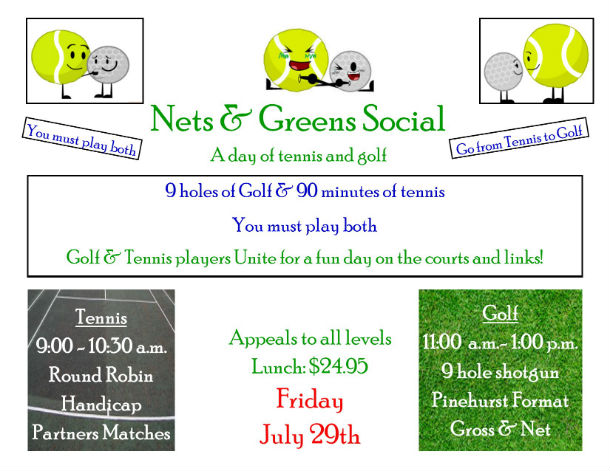 Nets & Greens Social
You must play both
Go from Tennis to Golf
A day of tennis and golf
9 holes of Golf & 90 minutes of tennis
You must play both
Golf & Tennis players Unite for a fun day on the courts and links!
Tennis
9:00 - 10:30 a.m.
Round Robin
Handicap
Partners Matches
Appeals to all levels
Lunch: $24.95
Friday
July 29th
Golf
11:00 a.m.- 1:00 p.m.
9 hole shotgun
Pinehurst Format
Gross & Net